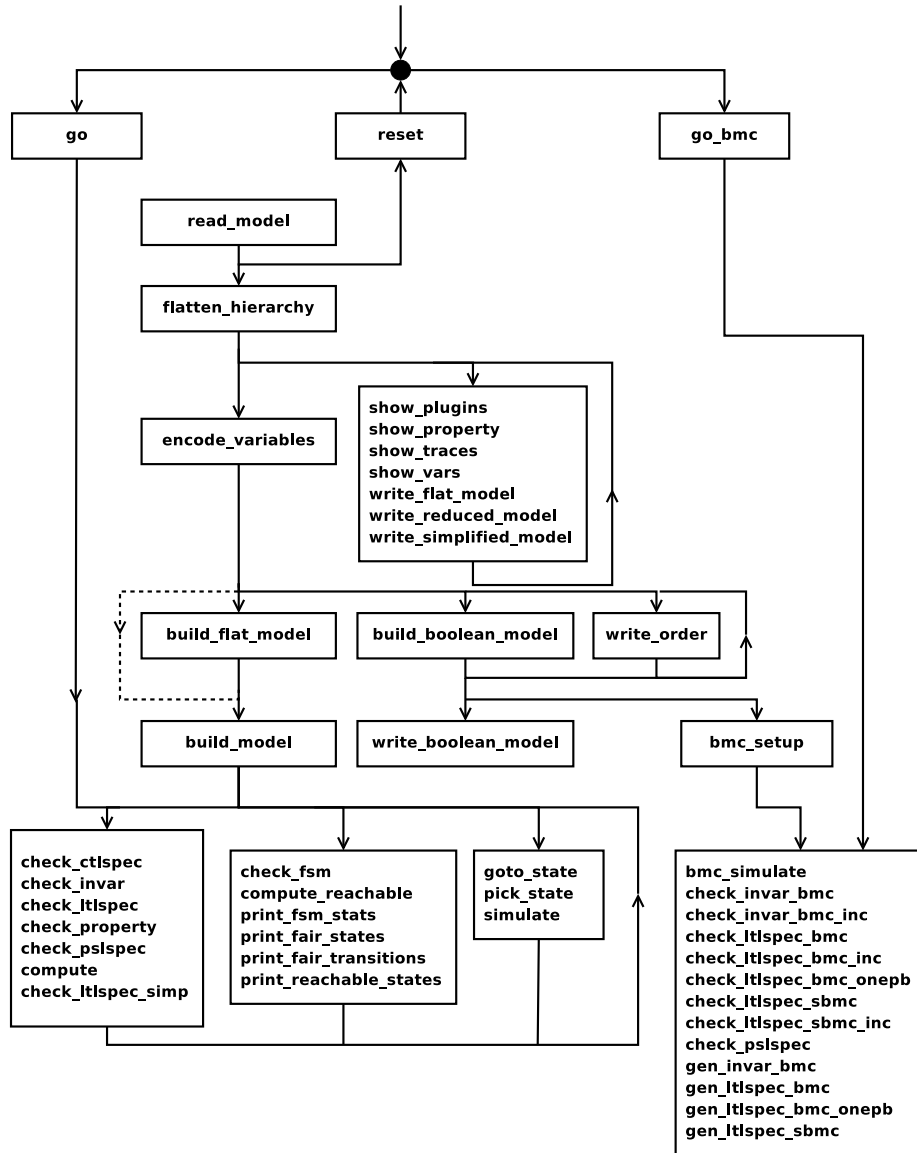 go
reset
go_bmc
read_model
flatten_hierarchy
show_plugins
show_property
show_traces
show_vars
write_flat_model
write_reduced_model
write_simplified_model
encode_variables
build_flat_model
build_boolean_model
write_order
build_model
write_boolean_model
bmc_setup
check_ctlspec
check_invar
check_ltlspec
check_property
check_pslspec
compute
check_ltlspec_simp
check_fsm
compute_reachable
print_fsm_stats
print_fair_states
print_fair_transitions
print_reachable_states
goto_state
pick_state
simulate
bmc_simulate
check_invar_bmc
check_invar_bmc_inc
check_ltlspec_bmc
check_ltlspec_bmc_inc
check_ltlspec_bmc_onepb
check_ltlspec_sbmc
check_ltlspec_sbmc_inc
check_pslspec
gen_invar_bmc
gen_ltlspec_bmc
gen_ltlspec_bmc_onepb
gen_ltlspec_sbmc